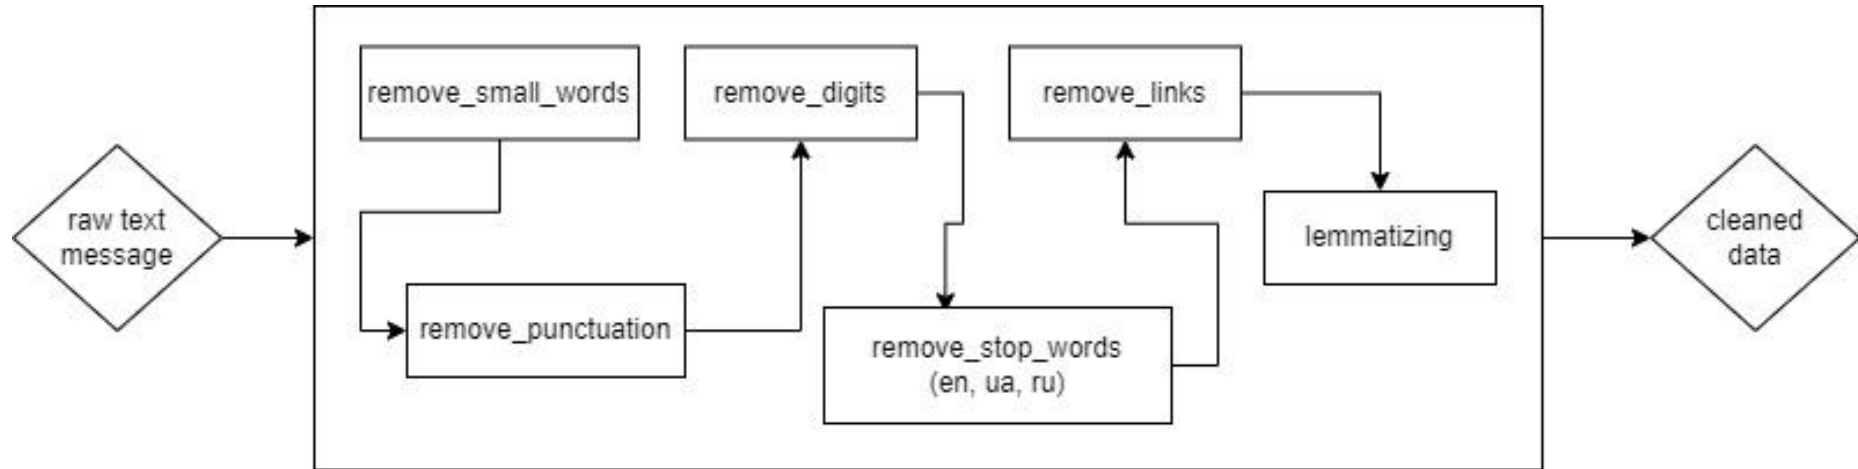 raw text
message
remove_small_words
remove_punctuation
remove_digits
remove_stop_words
(en, ua, ru)
remove_links
lemmatizing
cleaned
data